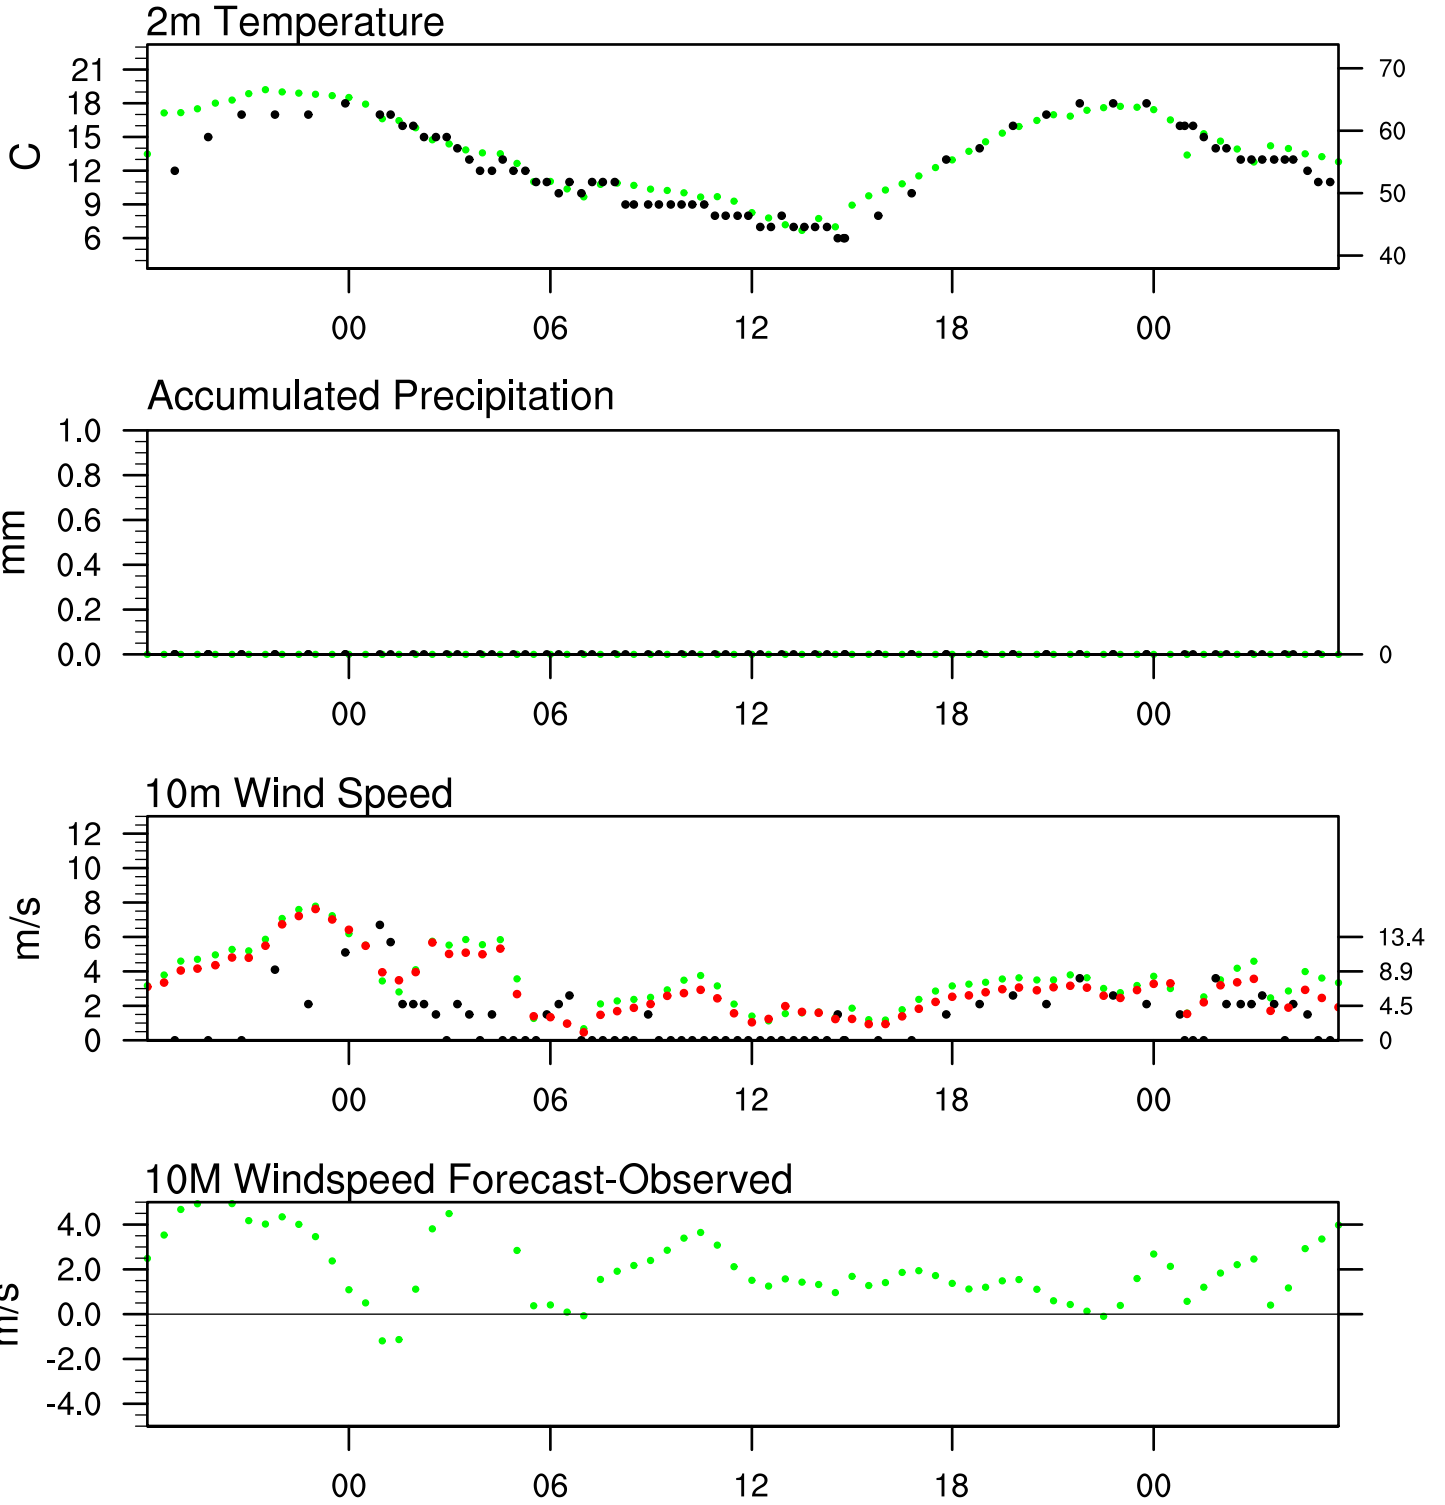 2m Temperature
21
18
15
12
9
6
C
70
60
50
40
00 06 12 18 00
Accumulated Precipitation
1.0
0.8
0.6
0.4
0.2
0.0
mm
0
00 06 12 18 00
10m Wind Speed
12
10
8
6
4
2
0
m/s
13.4
8.9
4.5
0
00 06 12 18 00
10M Windspeed Forecast-Observed
4.0
2.0
0.0
-2.0
-4.0
m/s
00 06 12 18 00